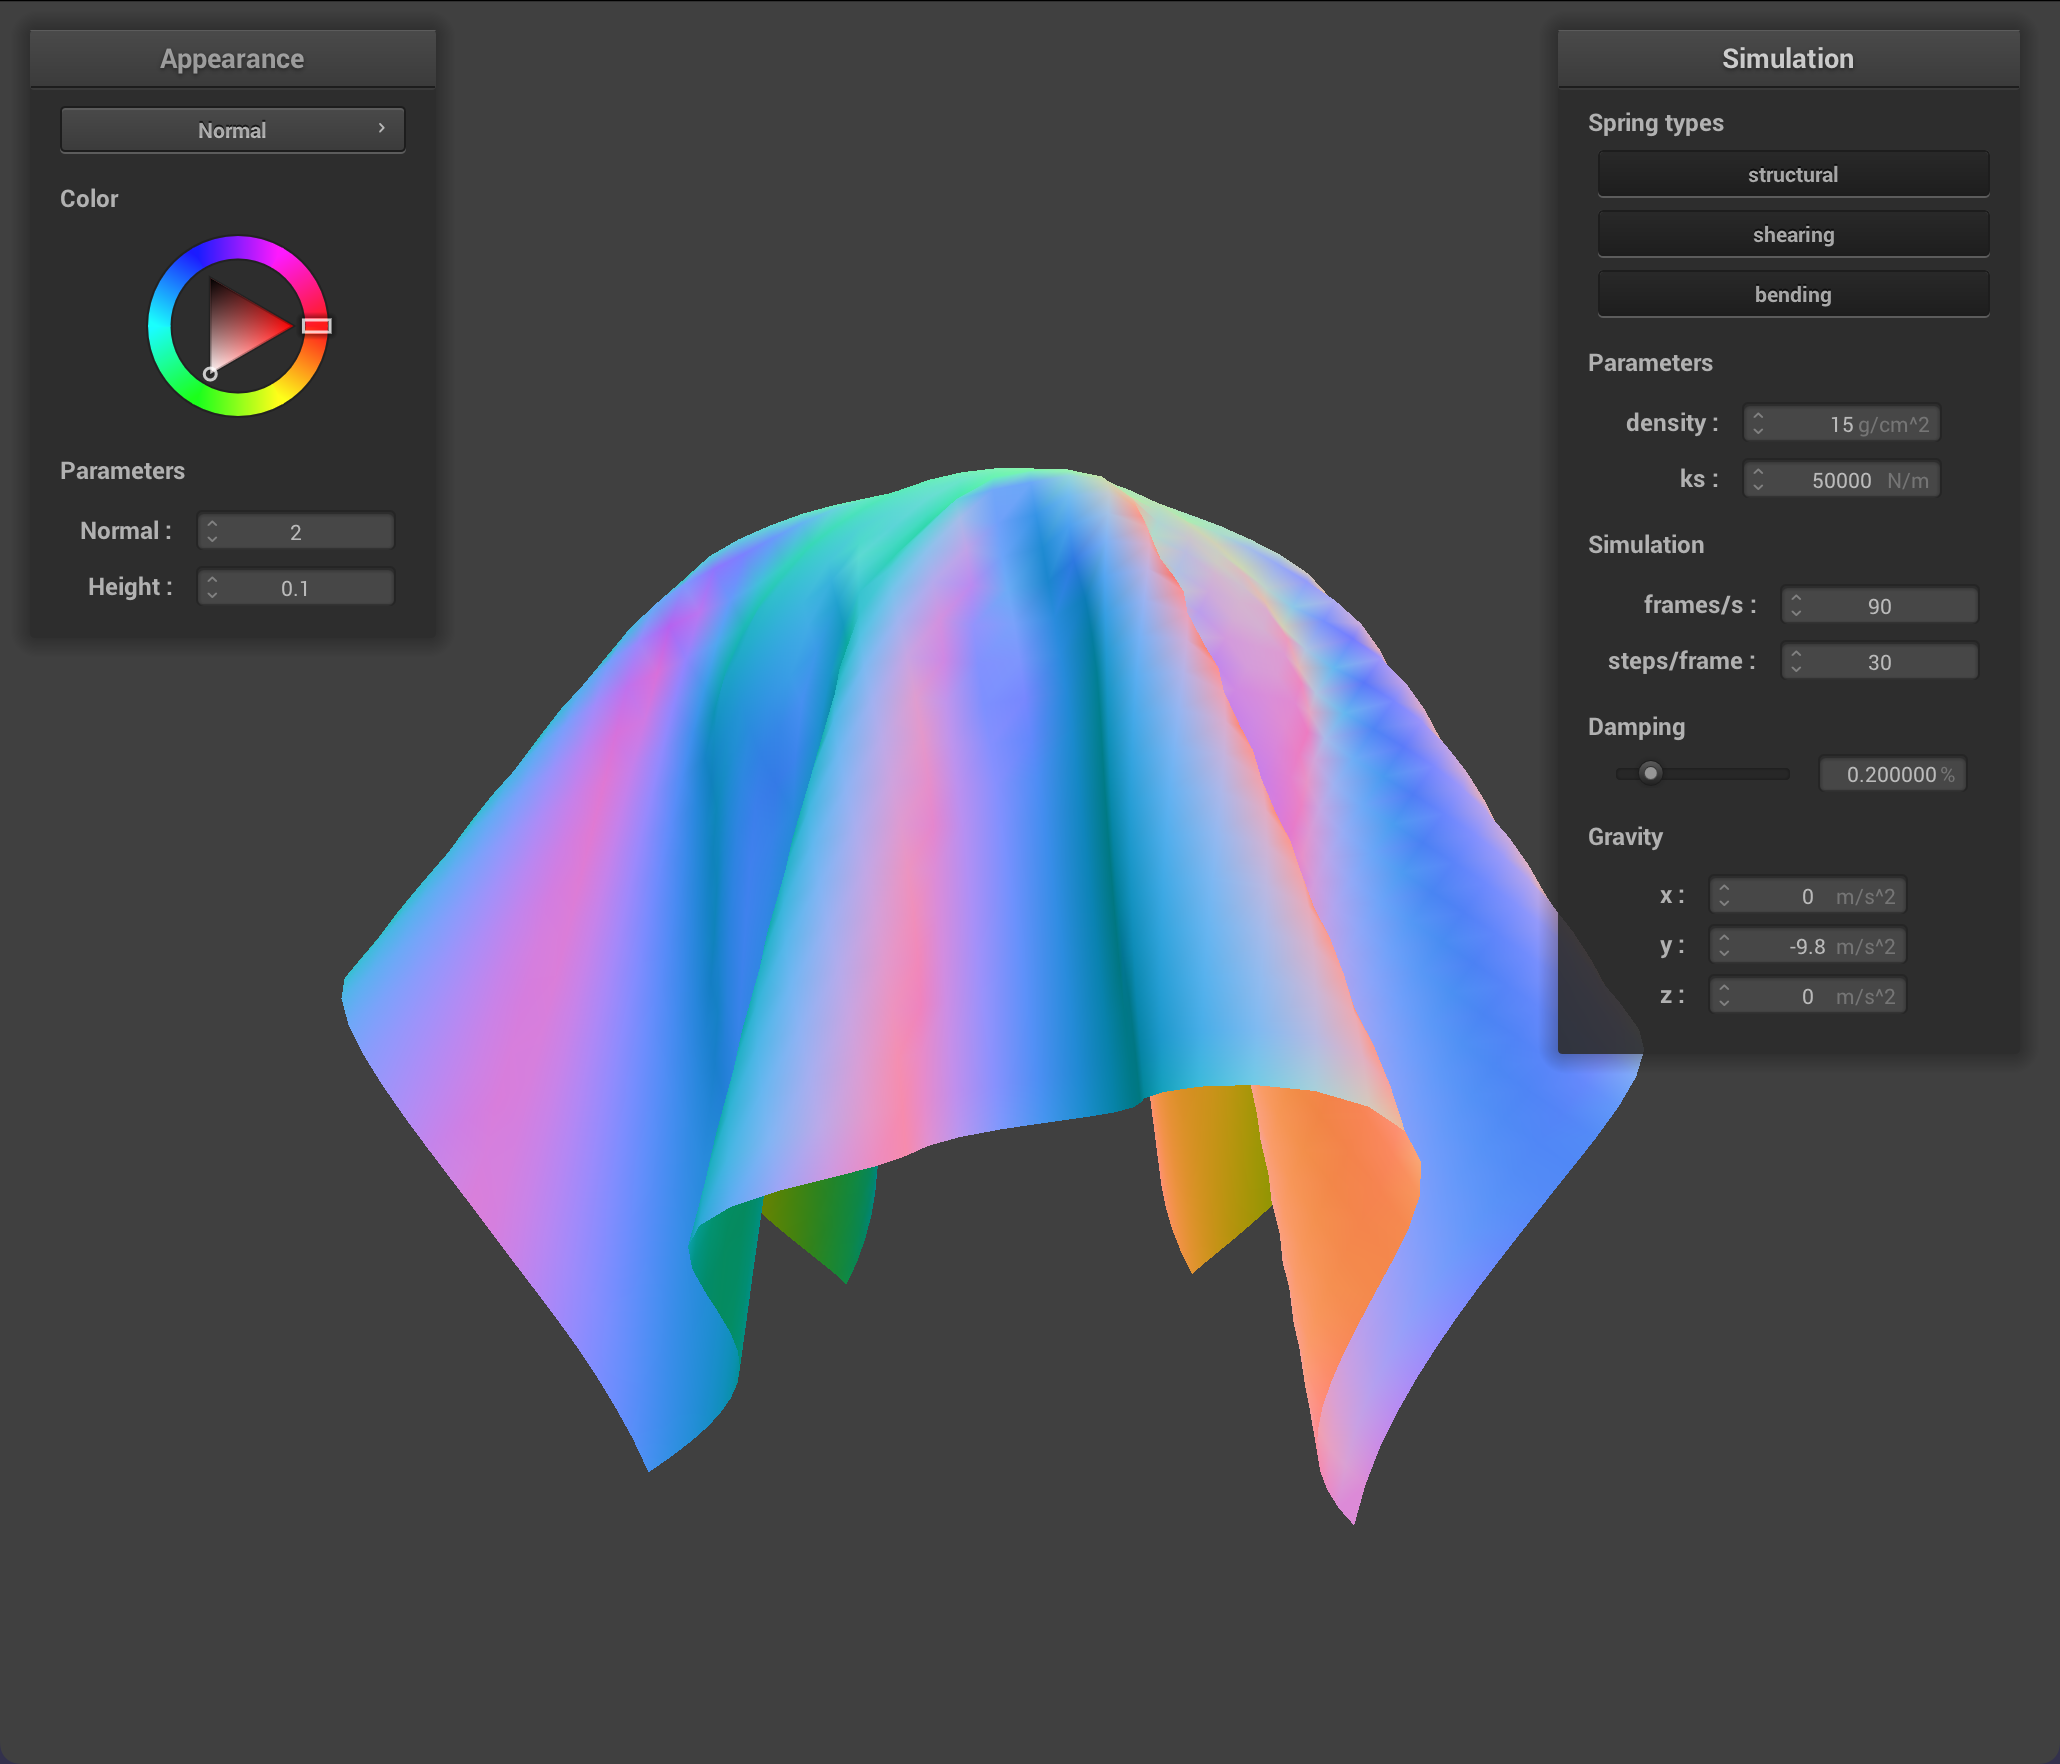 Appearance
Normal
Color
Parameters
Normal : 2
Height : 0.1
Simulation
Spring types
structural
shearing
bending
Parameters
density : 15 g/cm^2
ks : 50000 N/m
Simulation
frames/s : 90
steps/frame : 30
Damping
0.200000 %
Gravity
x : 0 m/s^2
y : -9.8 m/s^2
z : 0 m/s^2